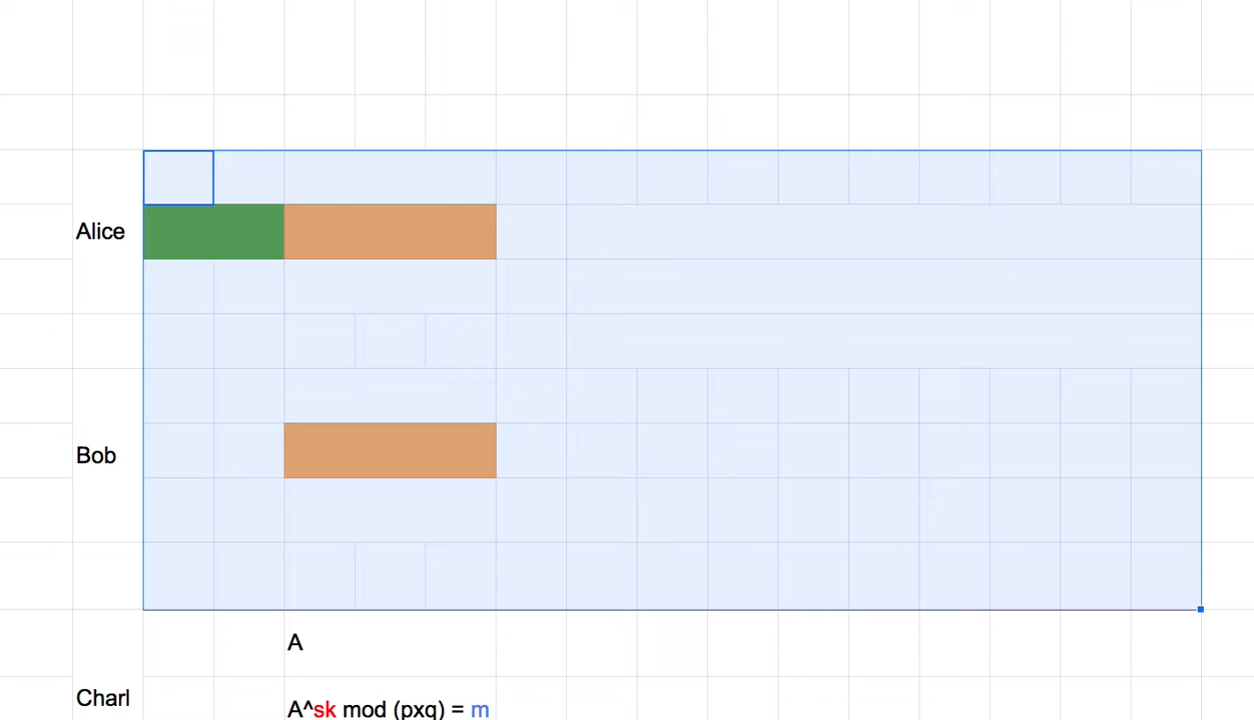 Alice
Bob
A
Charl
A^sk mod (pxq) = m